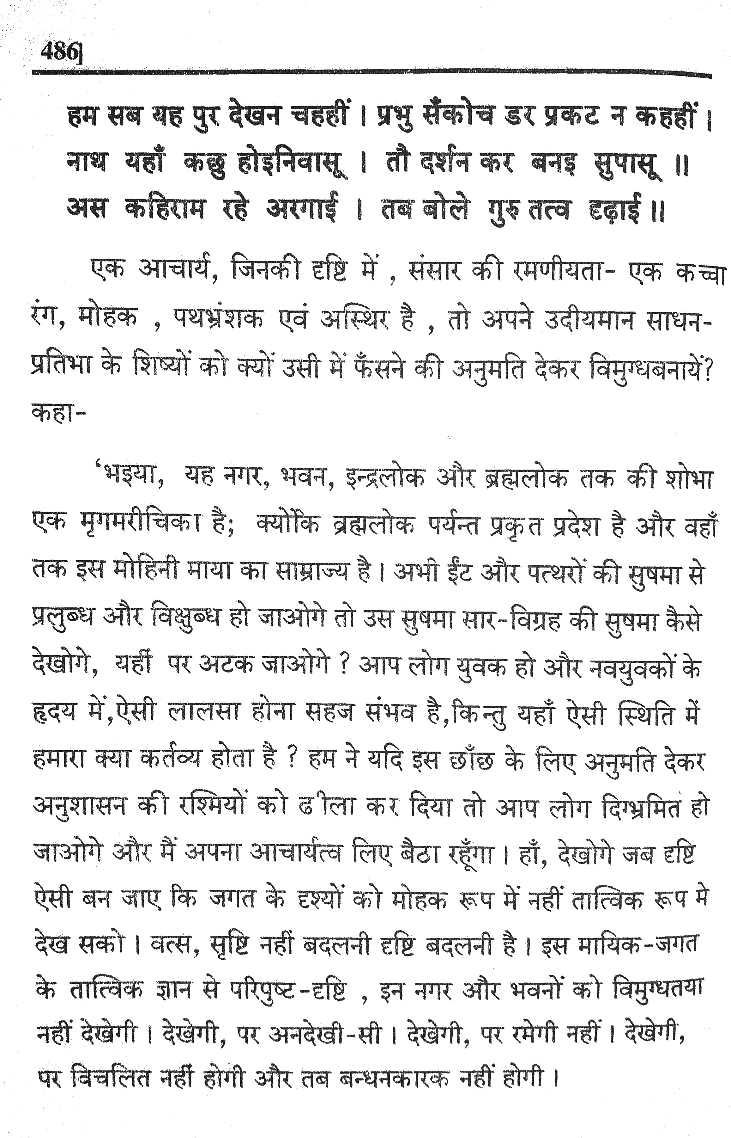 486
हम सब यह पुर देखन चहहीं । प्रभु सँकोच डर प्रकट न कहहीं ।
नाथ यहाँ कछु होइनिवासू । तौ दर्शन कर बनइ सुपासू ॥
अस कहिराम रहे अरगाई । तब बोले गुरु तत्व दृढ़ाई ॥
एक आचार्य, जिनकी दृष्टि में , संसार की रमणीयता- एक कच्चा
रंग, मोहक , पथभ्रंशक एवं अस्थिर है , तो अपने उदीयमान साधन-
प्रतिभा के शिष्यों को क्यों उसी में फँसने की अनुमति देकर विमुग्धबनायें?
कहा-
‘भइया, यह नगर, भवन, इन्द्रलोक और ब्रह्मलोक तक की शोभा
एक मृगमरीचिका है; क्योंकि ब्रह्मलोक पर्यन्त प्रकृत प्रदेश है और वहाँ
तक इस मोहिनी माया का साम्राज्य है । अभी ईंट और पत्थरों की सुषमा से
प्रलुब्ध और विक्षुब्ध हो जाओगे तो उस सुषमा सार-विग्रह की सुषमा कैसे
देखोगे, यहीं पर अटक जाओगे ? आप लोग युवक हो और नवयुवकों के
हृदय में,ऐसी लालसा होना सहज संभव है,किन्तु यहाँ ऐसी स्थिति में
हमारा क्या कर्तव्य होता है ? हम ने यदि इस छाँछ के लिए अनुमति देकर
अनुशासन की रश्मियों को ढीला कर दिया तो आप लोग दिग्भ्रमित हो
जाओगे और मैं अपना आचार्यत्व लिए बैठा रहूँगा । हाँ, देखोगे जब दृष्टि
ऐसी बन जाए कि जगत के दृश्यों को मोहक रूप में नहीं तात्विक रूप मे
देख सको । वत्स, सृष्टि नहीं बदलनी दृष्टि बदलनी है । इस मायिक-जगत
के तात्विक ज्ञान से परिपुष्ट-दृष्टि , इन नगर और भवनों को विमुग्धतया
नहीं देखेगी । देखेगी, पर अनदेखी-सी । देखेगी, पर रमेगी नहीं । देखेगी,
पर विचलित नहीं होगी और तब बन्धनकारक नहीं होगी ।